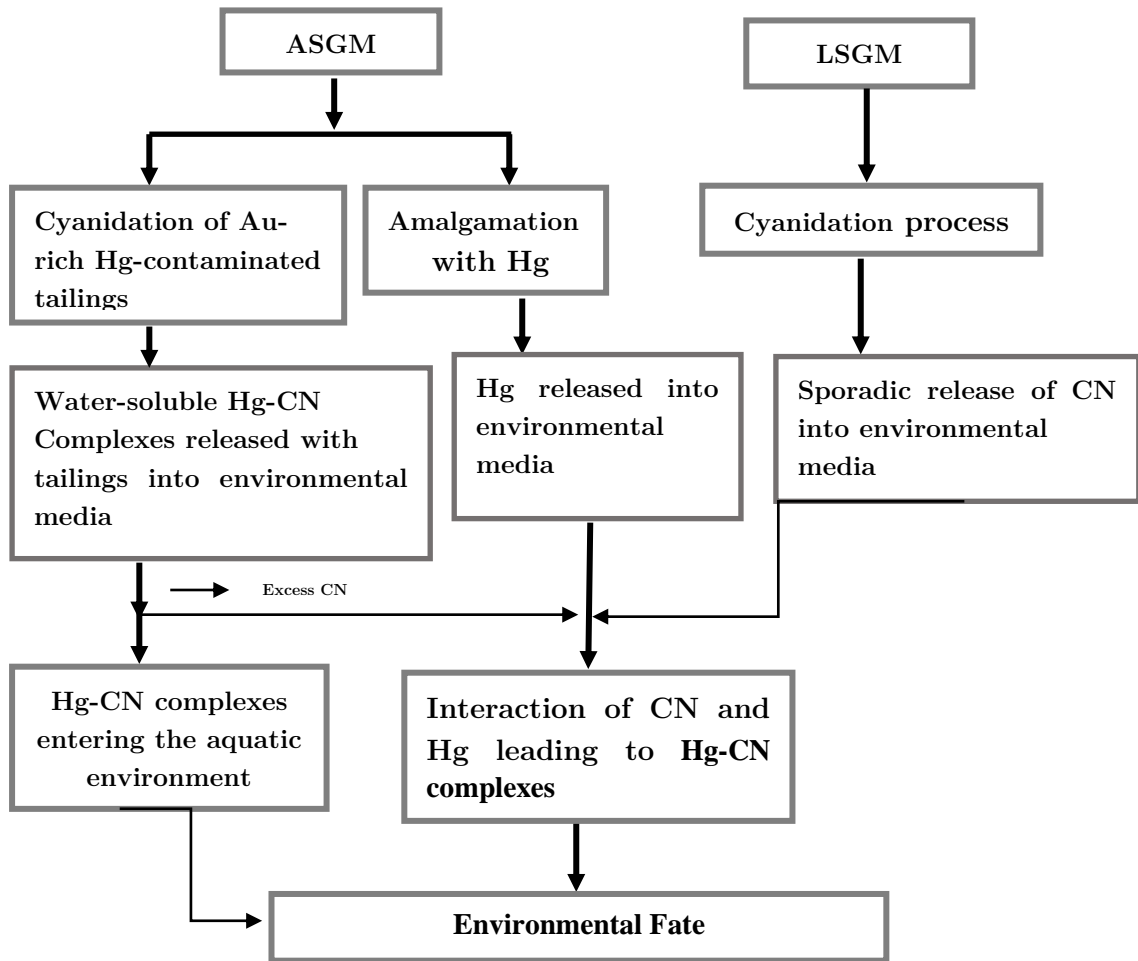 ASGM
LSGM
Cyanidation of Au-
rich Hg-contaminated
tailings
Amalgamation
with Hg
Cyanidation process
Water-soluble Hg-CN
Complexes released with
tailings into environmental
media
Hg released into
environmental
media
Sporadic release of CN
into environmental
media
Excess CN
Hg-CN complexes
entering the aquatic
environment
Interaction of CN and
Hg leading to Hg-CN
complexes
Environmental Fate